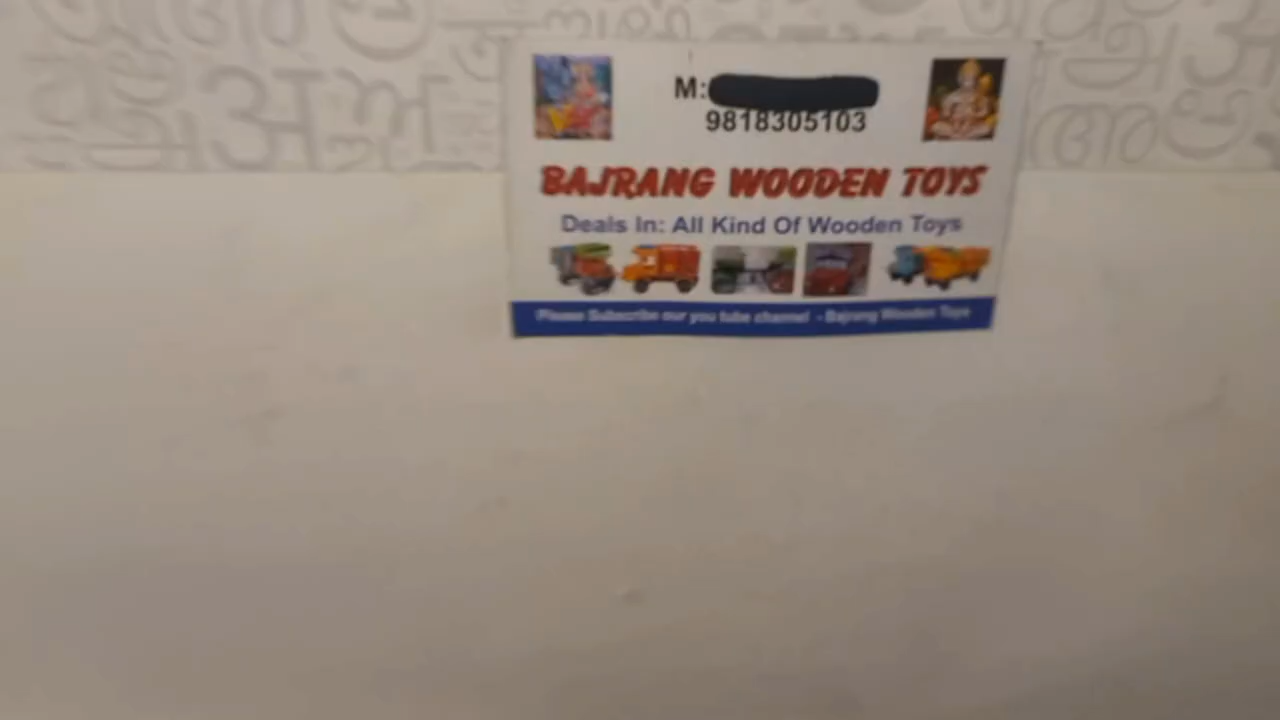 M:
9818305103
BAJRANG WOODEN TOYS
Deals In: All Kind Of Wooden Toys
Please Subscribe our you tube channel - Bajrang Wooden Toys